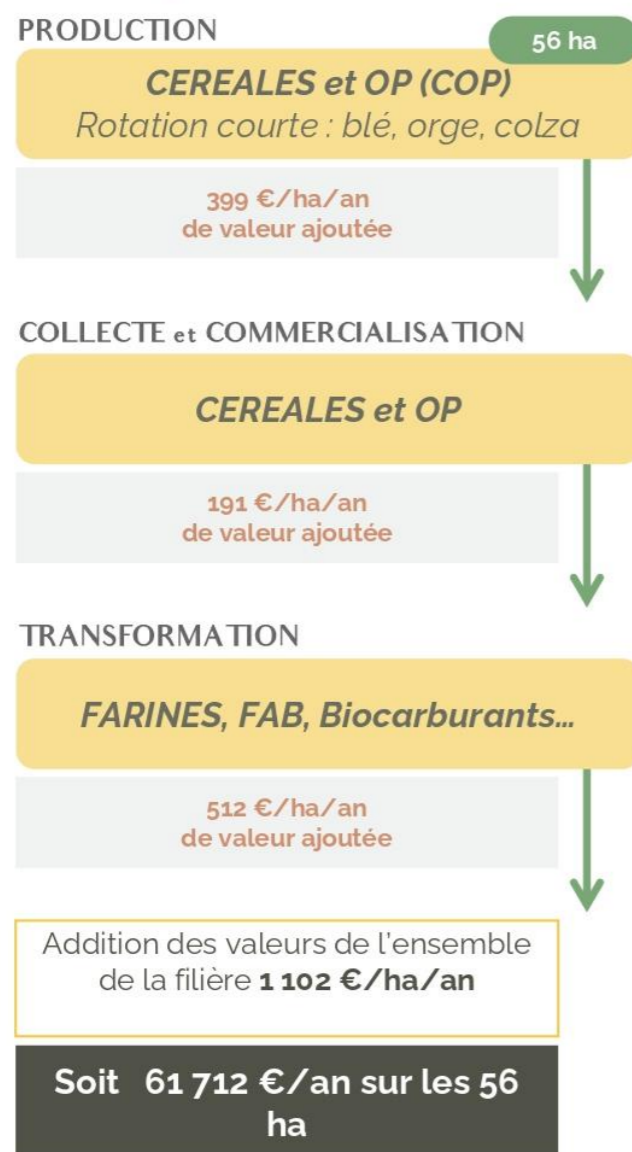 PRODUCTION
56 ha
CEREALES et OP (COP)
Rotation courte : blé, orge, colza
399 €/ha/an
de valeur ajoutée
COLLECTE et COMMERCIALISATION
CEREALES et OP
191 €/ha/an
de valeur ajoutée
TRANSFORMATION
FARINES, FAB, Biocarburants...
512 €/ha/an
de valeur ajoutée
Addition des valeurs de l'ensemble
de la filière 1 102 €/ha/an
Soit 61 712 €/an sur les 56
ha